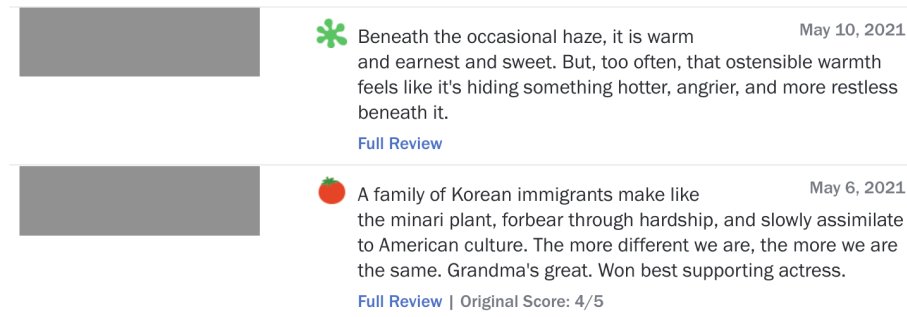 May 10, 2021
Beneath the occasional haze, it is warm
and earnest and sweet. But, too often, that ostensible warmth
feels like it's hiding something hotter, angrier, and more restless
beneath it.
Full Review
May 6, 2021
A family of Korean immigrants make like
the minari plant, forbear through hardship, and slowly assimilate
to American culture. The more different we are, the more we are
the same. Grandma's great. Won best supporting actress.
Full Review | Original Score: 4/5